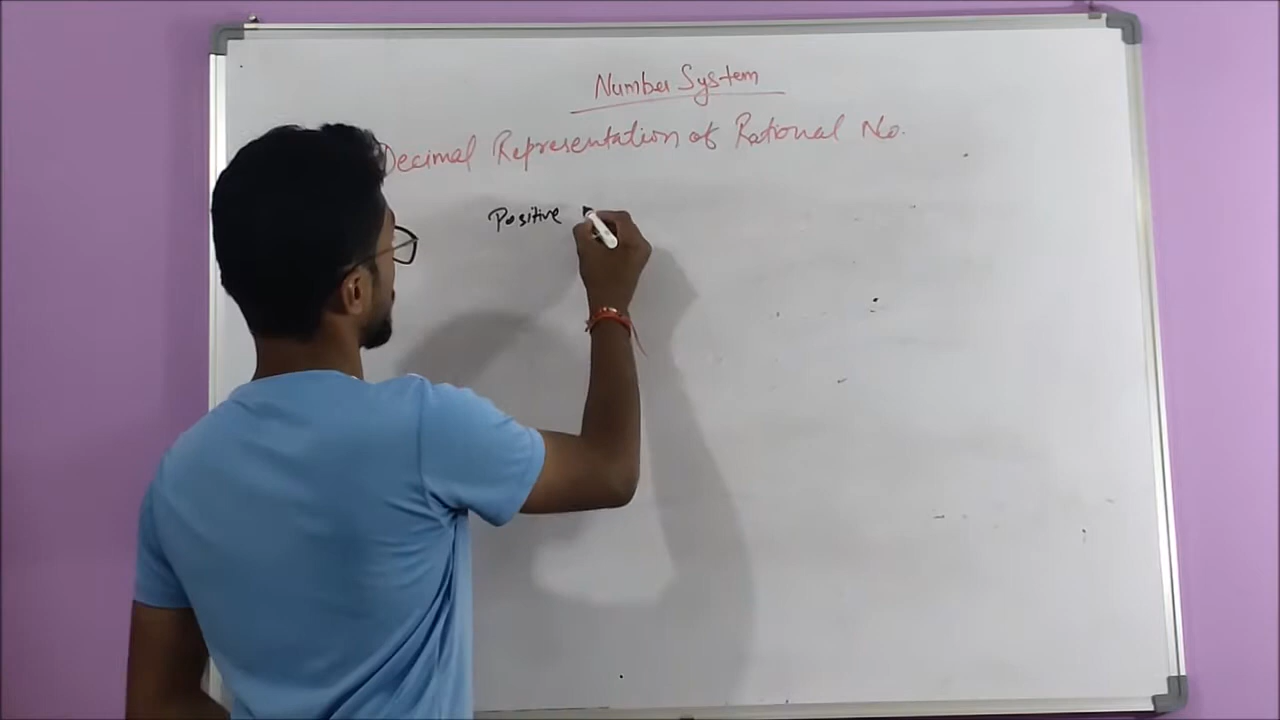 Number System
Decimal Representation of Rational No.
Positive